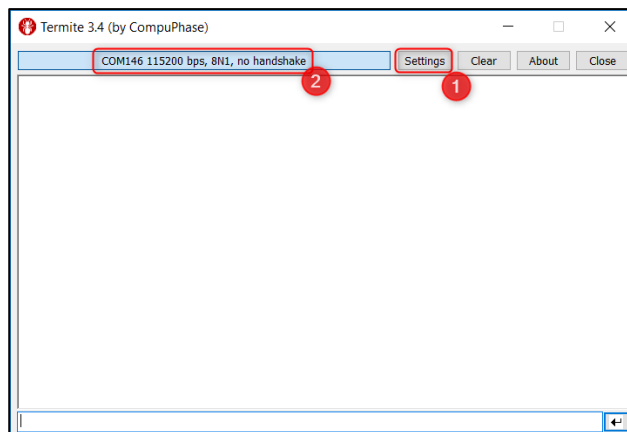 Termite 3.4 (by CompuPhase)
COM146 115200 bps, 8N1, no handshake Settings Clear About Close
2 1